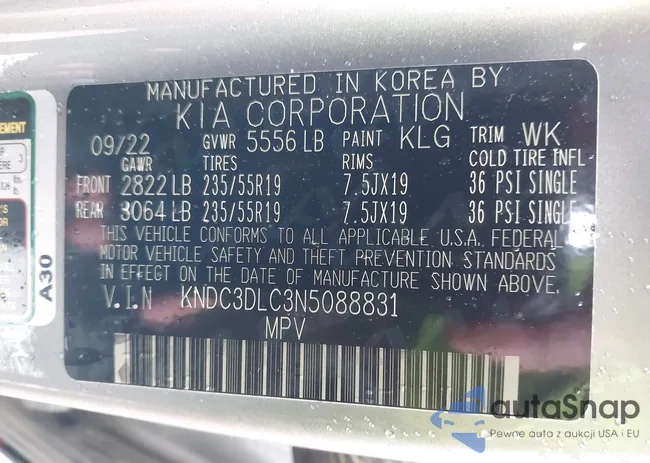 MANUFACTURED IN KOREA BY
KIA CORPORATION
09/22 GVWR 5556 LB PAINT KLG TRIM WK
GAWR TIRES RIMS COLD TIRE INFL
FRONT 2822 LB 235/55R19 7.5JX19 36 PSI SINGLE
REAR 3064 LB 235/55R19 7.5JX19 36 PSI SINGLE
THIS VEHICLE CONFORMS TO ALL APPLICABLE U.S.A. FEDERAL
MOTOR VEHICLE SAFETY AND THEFT PREVENTION STANDARDS
IN EFFECT ON THE DATE OF MANUFACTURE SHOWN ABOVE.
V.I.N KNDC3DLC3N5088831
MPV
A30
autoSnap
Pewne auta z aukcji USA i EU